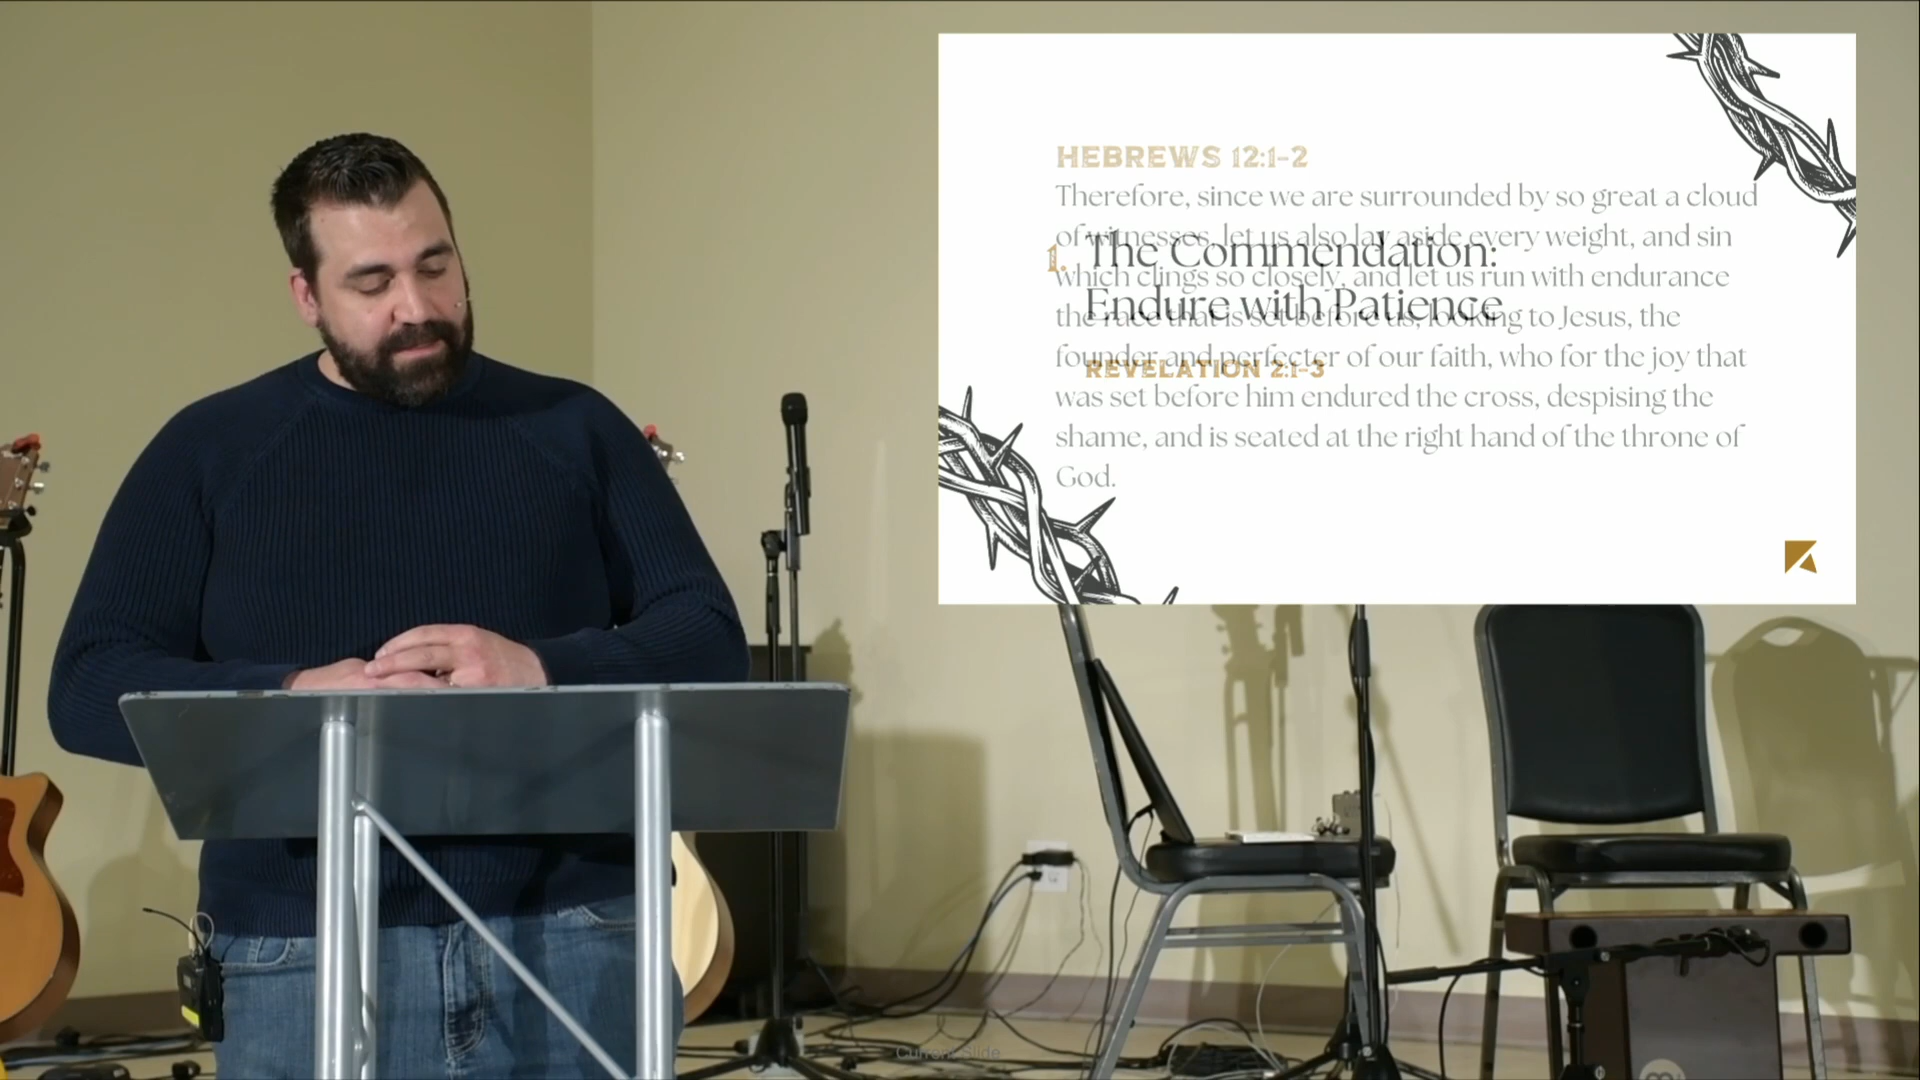 HEBREWS 12:1-2
Therefore, since we are surrounded by so great a cloud
of witnesses, let us also lay aside every weight, and sin
which clings so closely, and let us run with endurance
the race that is set before us, looking to Jesus, the
founder and perfecter of our faith, who for the joy that
was set before him endured the cross, despising the
shame, and is seated at the right hand of the throne of
God.
1. The Commendation:
Endure with Patience
REVELATION 2:1-3
Current Slide